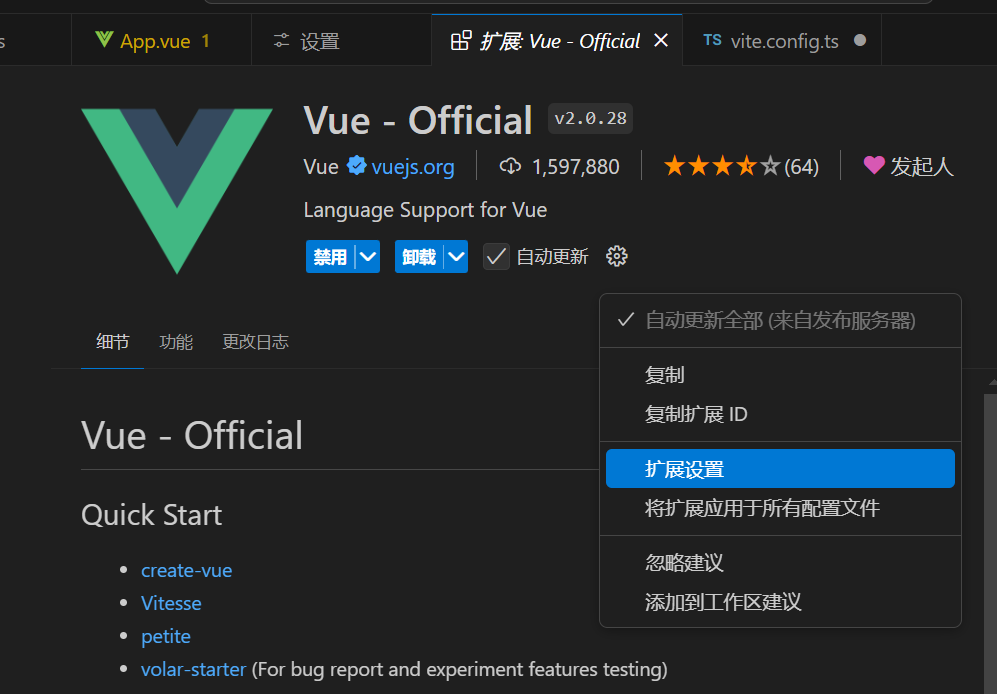 s
App.vue 1
设置
扩展: Vue - Official
TS vite.config.ts
Vue - Official v2.0.28
Vue vuejs.org 1,597,880 (64) 发起人
Language Support for Vue
禁用 卸载 自动更新
自动更新全部 (来自发布服务器)
复制
复制扩展 ID
扩展设置
将扩展应用于所有配置文件
忽略建议
添加到工作区建议
细节 功能 更改日志
Vue - Official
Quick Start
create-vue
Vitesse
petite
volar-starter (For bug report and experiment features testing)